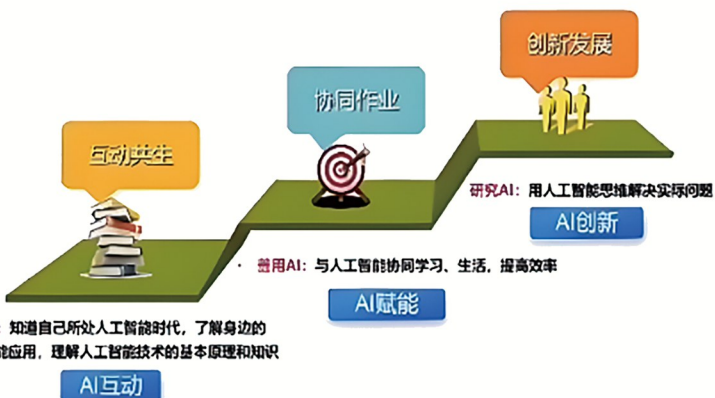 创新发展
协同作业
互动共生
研究AI：用人工智能思维解决实际问题
AI创新
善用AI：与人工智能协同学习、生活，提高效率
AI赋能
：知道自己所处人工智能时代，了解身边的
能应用，理解人工智能技术的基本原理和知识
AI互动